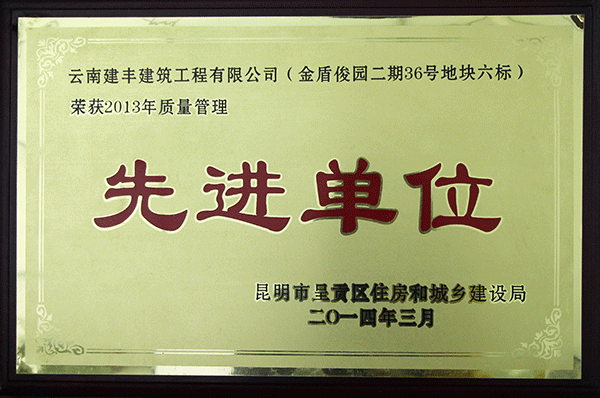 云南建丰建筑工程有限公司（金盾俊园二期36号地块六标）
荣获2013年质量管理
先进单位
昆明市呈贡区住房和城乡建设局
二〇一四年三月